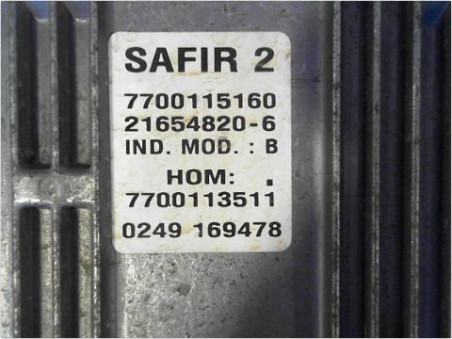 SAFIR 2
7700115160
21654820-6
IND. MOD. : B
HOM: .
7700113511
0249 169478